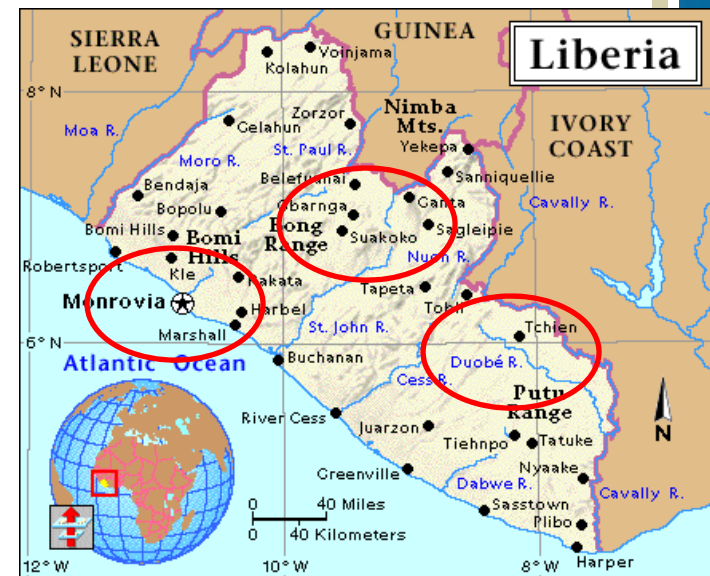 Liberia
SIERRA
LEONE
GUINEA
IVORY
COAST
Voinjama
Kolahun
8° N
Moa R.
Gelahun
Zorzor
Nimba
Mts.
Yekepa
Moro R.
St. Paul R.
Sanniquellie
Bendaja
Belefuanai
Ganta
Cavally R.
Bopolu
Gbarnga
Bomi Hills
Bomi
Hills
Bong
Range
Suakoko
Sagleipie
Robertsport
Kle
Kakata
Nuon R.
Monrovia
Harbel
Tapeta
Marshall
St. John R.
Tchien
6° N
Atlantic Ocean
Buchanan
Cess R.
Duobé R.
Putu
Range
River Cess
Juarzon
Tiehnpo
Tatuke
N
Greenville
Nyaake
Dabwe R.
Cavally R.
0 40 Miles
0 40 Kilometers
Sasstown
Plibo
12° W
10° W
8° W
Harper